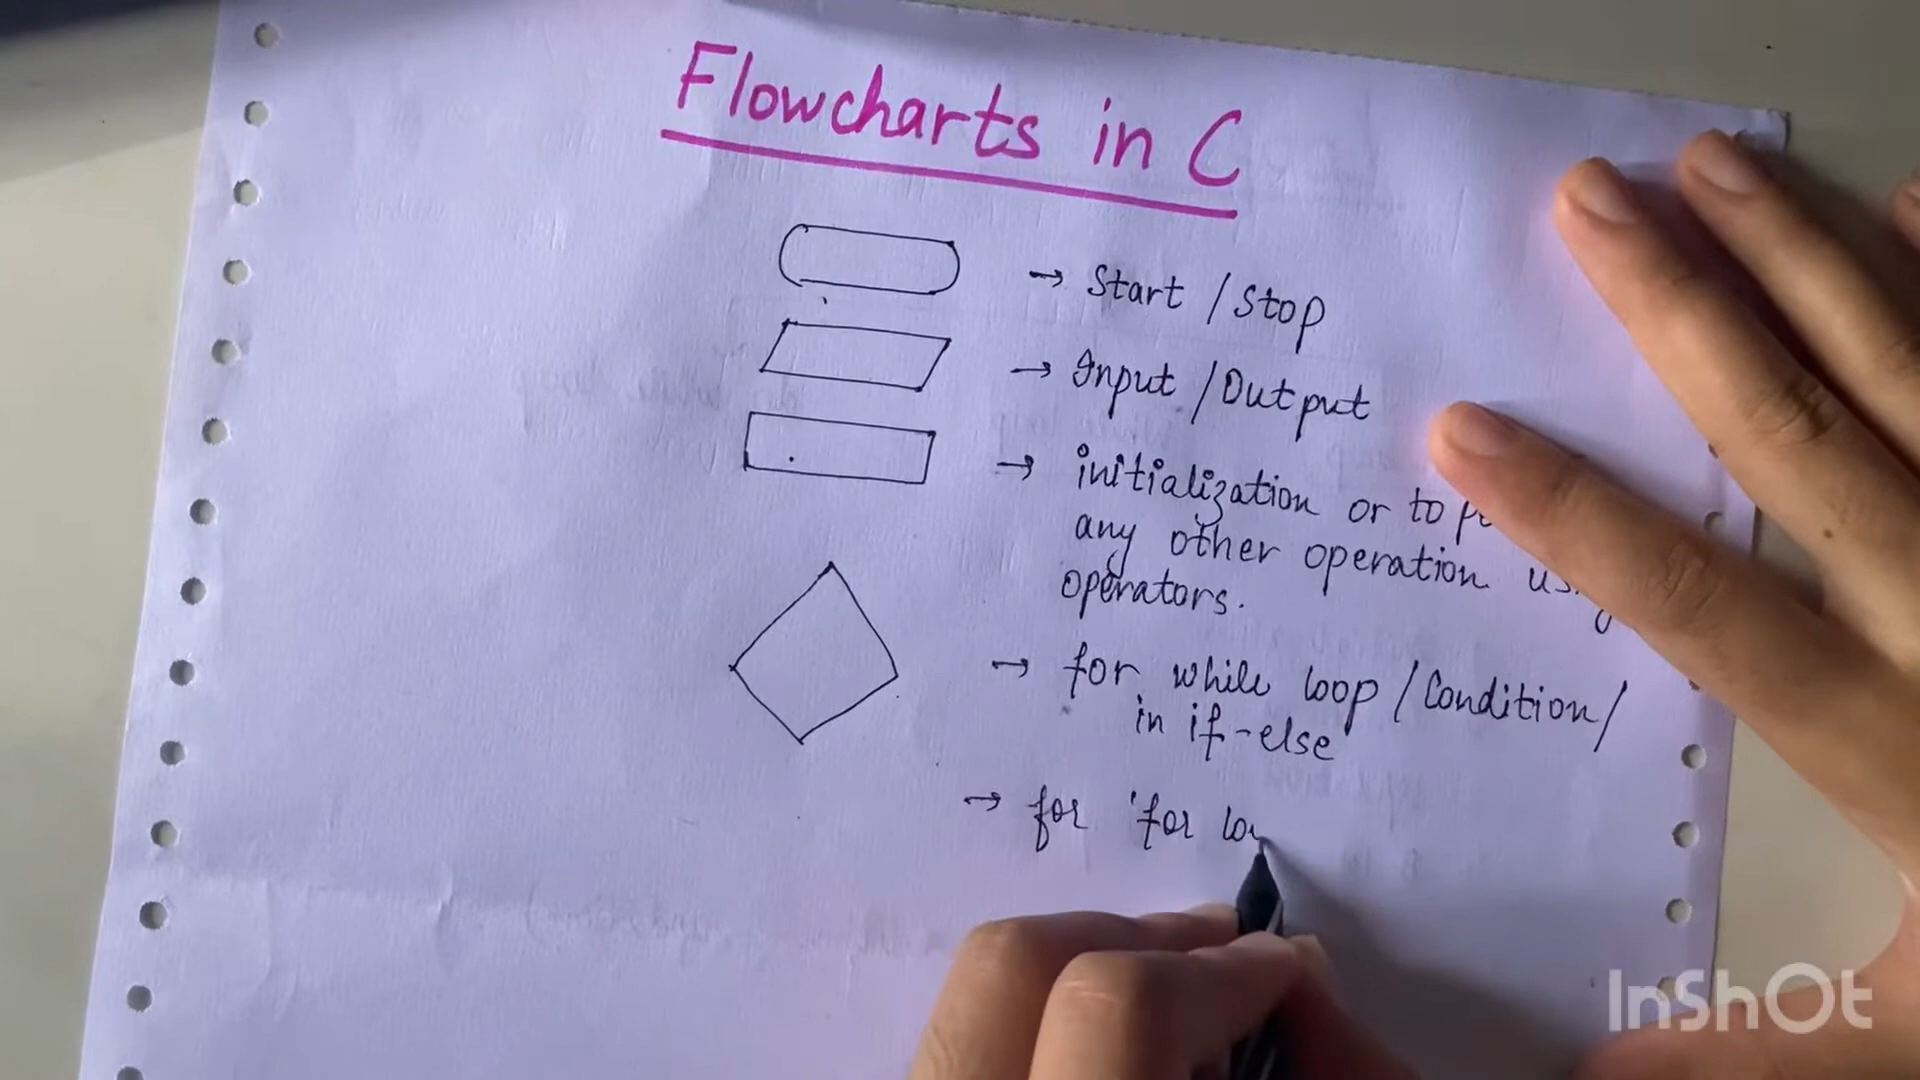 Flowcharts in C
→ Start / Stop
→ Input / Output
→ initialization or to
any other operation
operators.
→ for while loop / Condition /
in if-else
→ for 'for
InShOt